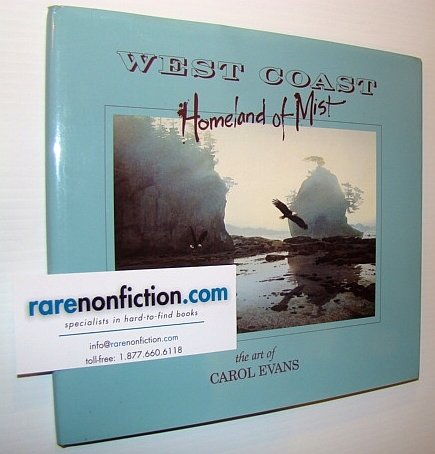 WEST COAST
Homeland of Mist
rarenonfiction.com
specialists in hard-to-find books
info@rarenonfiction.com
toll-free: 1.877.660.6118
the art of
CAROL EVANS